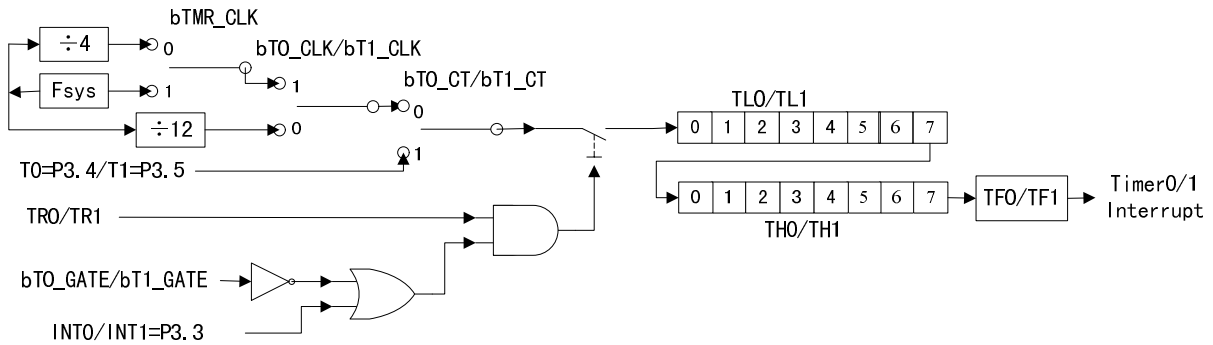 bTMR_CLK
÷4
0
bT0_CLK/bT1_CLK
Fsys
1
1
bT0_CT/bT1_CT
0
÷12
0
TL0/TL1
0 1 2 3 4 5 6 7
1
T0=P3.4/T1=P3.5
0 1 2 3 4 5 6 7
TF0/TF1
Timer0/1
Interrupt
TR0/TR1
TH0/TH1
bT0_GATE/bT1_GATE
INT0/INT1=P3.3